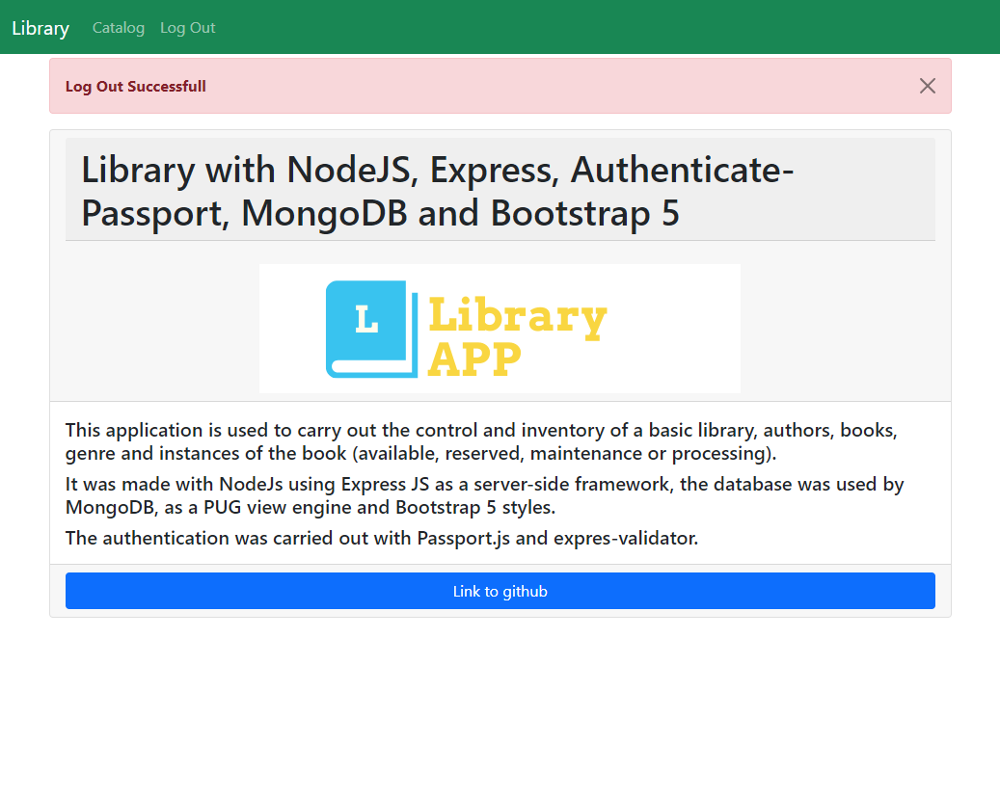 Library Catalog Log Out
Log Out Successfull
Library with NodeJS, Express, Authenticate-
Passport, MongoDB and Bootstrap 5
L
Library
APP
This application is used to carry out the control and inventory of a basic library, authors, books,
genre and instances of the book (available, reserved, maintenance or processing).
It was made with NodeJs using Express JS as a server-side framework, the database was used by
MongoDB, as a PUG view engine and Bootstrap 5 styles.
The authentication was carried out with Passport.js and expres-validator.
Link to github